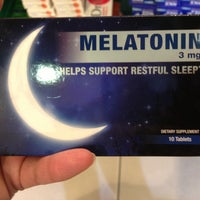 MELATONIN
3 mg
HELPS SUPPORT RESTFUL SLEEP
DIETARY SUPPLEMENT
10 Tablets